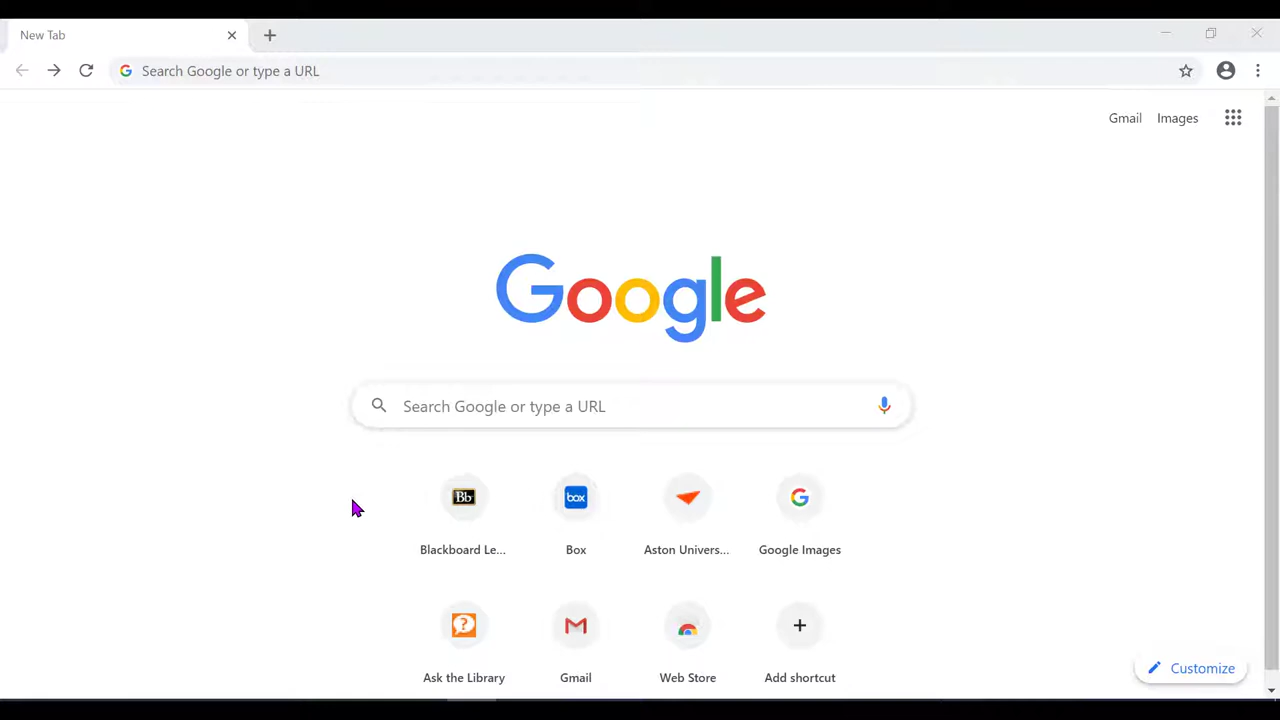 New Tab
Search Google or type a URL
Gmail Images
Google
Search Google or type a URL
Bb box G
Blackboard Le... Box Aston Univers... Google Images
?
Ask the Library Gmail Web Store Add shortcut
Customize